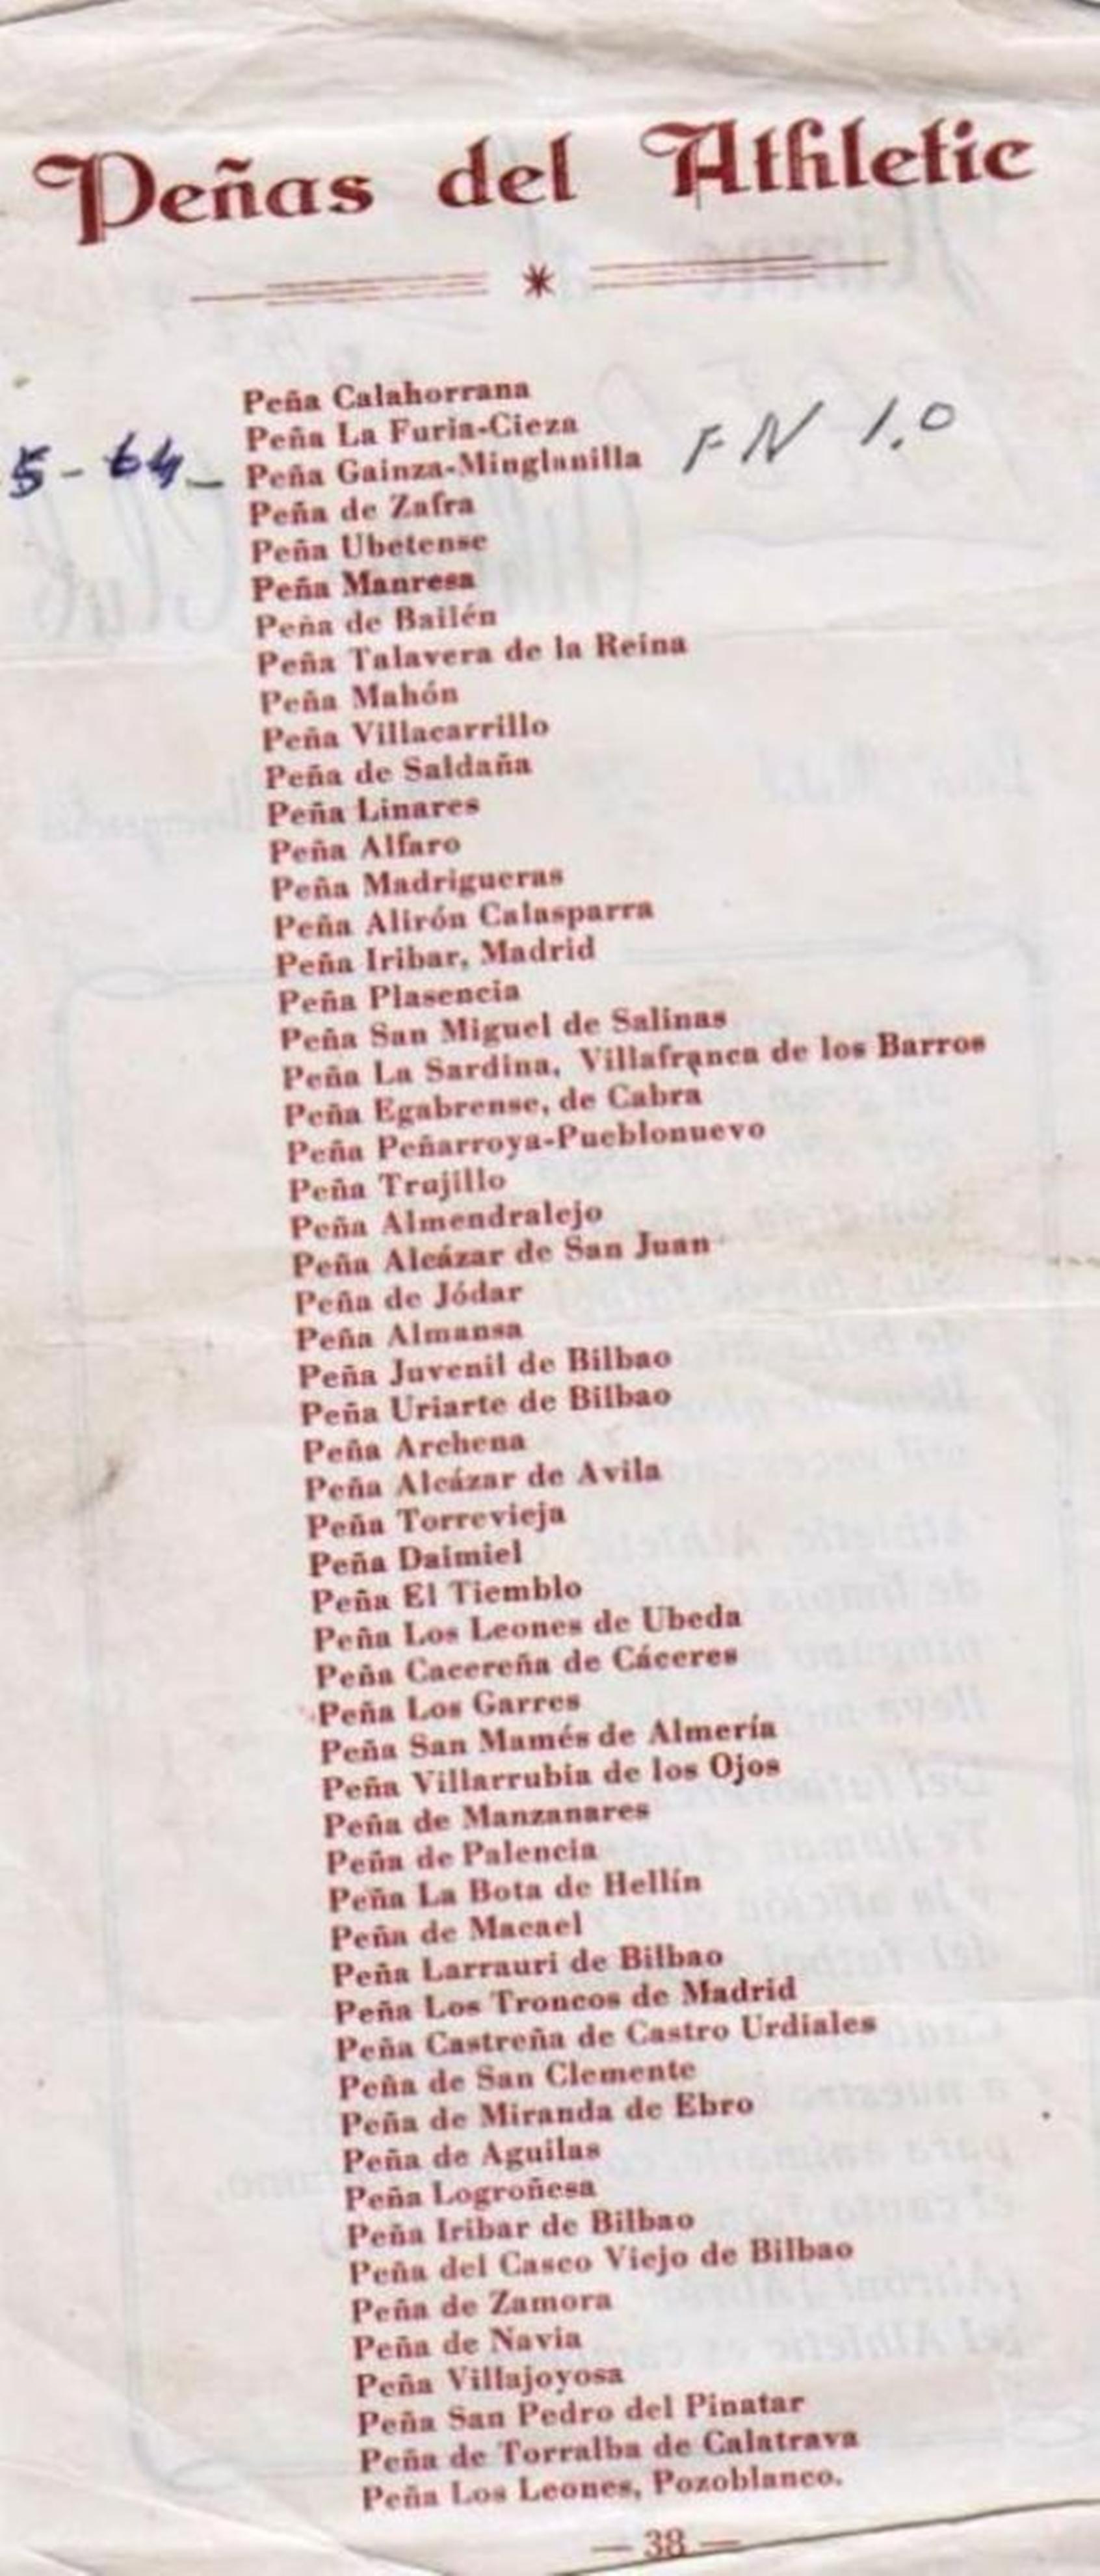 Peñas del Athletic
Peña Calahorrana
Peña La Furia-Cieza
5-64- Peña Gainza-Minglanilla FN 1.0
Peña de Zafra
Peña Ubetense
Peña Manresa
Peña de Bailén
Peña Talavera de la Reina
Peña Mahón
Peña Villacarrillo
Peña de Saldaña
Peña Linares
Peña Alfaro
Peña Madrigueras
Peña Alirón Calasparra
Peña Iribar, Madrid
Peña Plasencia
Peña San Miguel de Salinas
Peña La Sardina, Villafranca de los Barros
Peña Egabrense, de Cabra
Peña Peñarroya-Pueblonuevo
Peña Trujillo
Peña Almendralejo
Peña Alcázar de San Juan
Peña de Jódar
Peña Almansa
Peña Juvenil de Bilbao
Peña Uriarte de Bilbao
Peña Archena
Peña Alcázar de Avila
Peña Torrevieja
Peña Daimiel
Peña El Tiemblo
Peña Los Leones de Ubeda
Peña Cacereña de Cáceres
Peña Los Garres
Peña San Mamés de Almería
Peña Villarrubia de los Ojos
Peña de Manzanares
Peña de Palencia
Peña La Bota de Hellín
Peña de Macael
Peña Larrauri de Bilbao
Peña Los Troncos de Madrid
Peña Castreña de Castro Urdiales
Peña de San Clemente
Peña de Miranda de Ebro
Peña de Aguilas
Peña Logroñesa
Peña Iribar de Bilbao
Peña del Casco Viejo de Bilbao
Peña de Zamora
Peña de Navia
Peña Villajoyosa
Peña San Pedro del Pinatar
Peña de Torralba de Calatrava
Peña Los Leones, Pozoblanco.
— 38 —